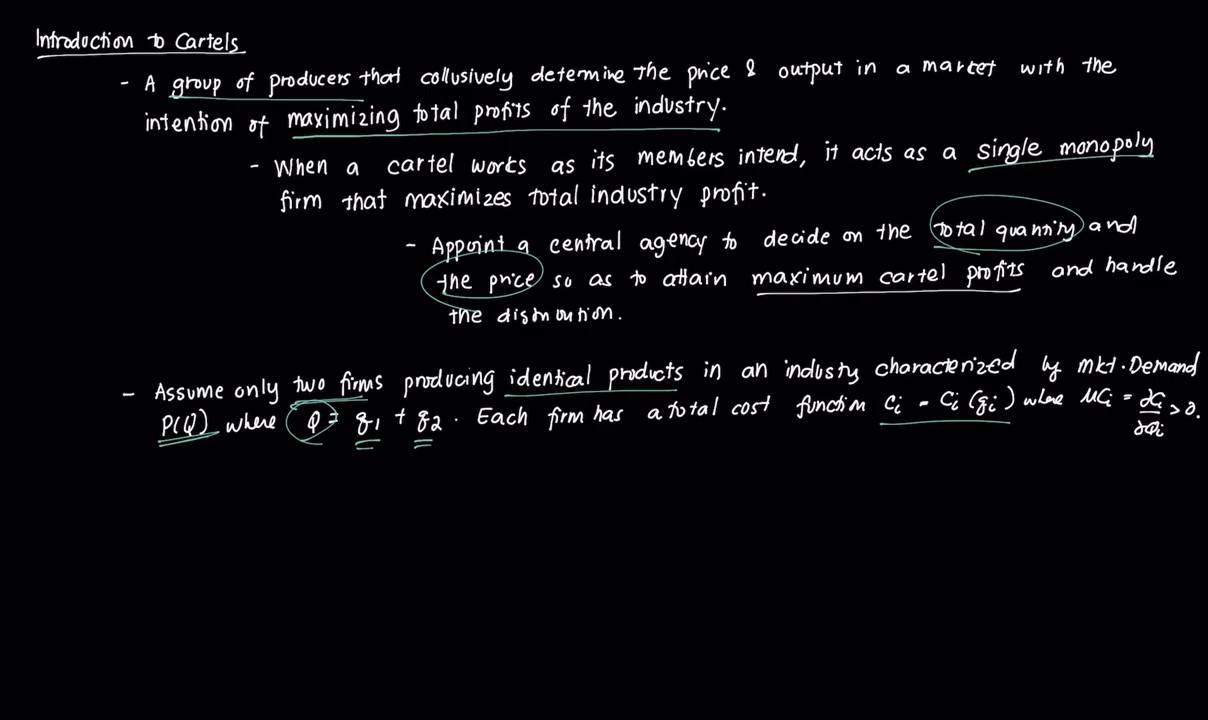 Introduction to Cartels
- A group of producers that collusively determine the price & output in a market with the
intention of maximizing total profits of the industry.
- When a cartel works as its members intend, it acts as a single monopoly
firm that maximizes total industry profit.
- Appoint a central agency to decide on the total quantity and
the price so as to attain maximum cartel profits and handle
the
- Assume only two firms producing identical products in an industry characterized by mkt. Demand
P(Q) where Q = q1 + q2. Each firm has a total cost function Ci = Ci(qi) where MCi = ∂Ci/∂Qi > 0.